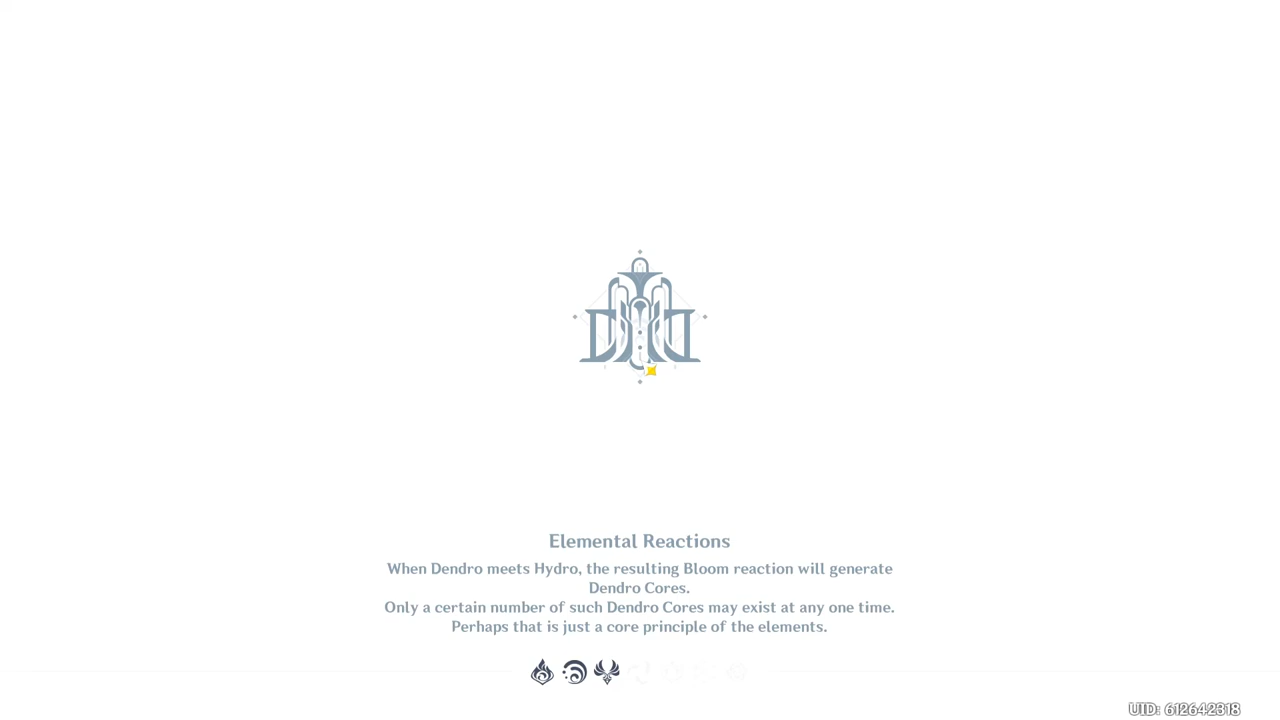 Elemental Reactions
When Dendro meets Hydro, the resulting Bloom reaction will generate
Dendro Cores.
Only a certain number of such Dendro Cores may exist at any one time.
Perhaps that is just a core principle of the elements.
UID: 612642318